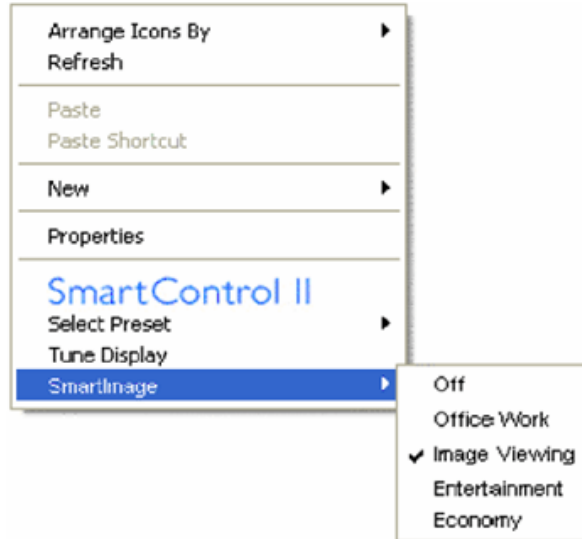 Arrange Icons By
Refresh
Paste
Paste Shortcut
New
Properties
SmartControl II
Select Preset
Tune Display
SmartImage
Off
Office Work
Image Viewing
Entertainment
Economy